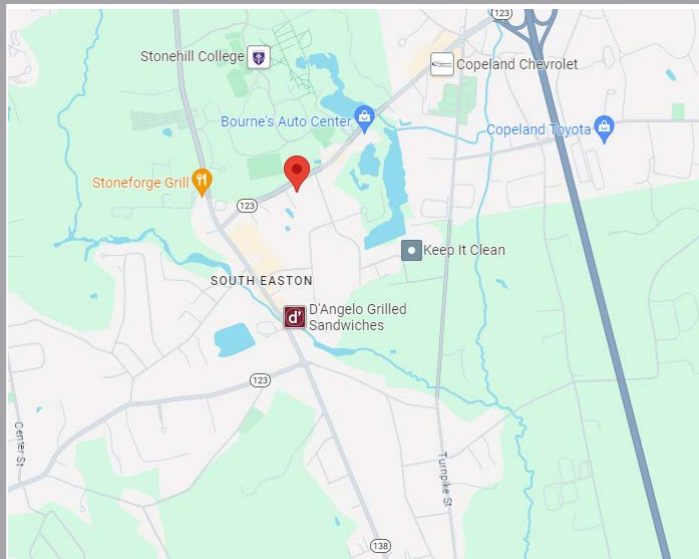 123
Stonehill College
Copeland Chevrolet
Bourne's Auto Center
Copeland Toyota
Stoneforge Grill
123
Keep It Clean
SOUTH EASTON
d'
D'Angelo Grilled
Sandwiches
123
Center St
Turnpike St
138